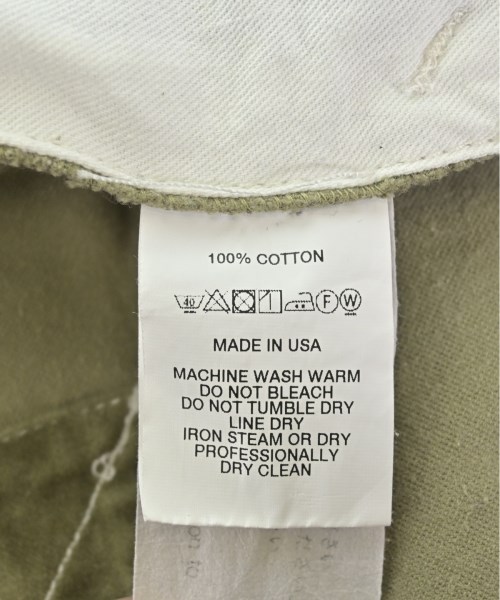 100% COTTON
40 F W
MADE IN USA
MACHINE WASH WARM
DO NOT BLEACH
DO NOT TUMBLE DRY
LINE DRY
IRON STEAM OR DRY
PROFESSIONALLY
DRY CLEAN